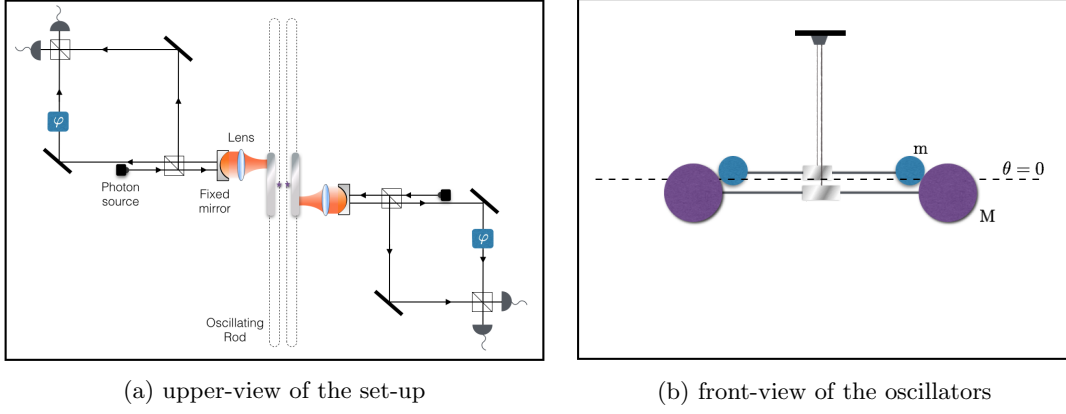 φ
Lens
Photon
source
Fixed
mirror
φ
Oscillating
Rod
m
θ = 0
M
(a) upper-view of the set-up
(b) front-view of the oscillators